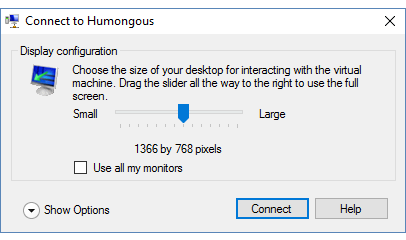 Connect to Humongous
Display configuration
Choose the size of your desktop for interacting with the virtual
machine. Drag the slider all the way to the right to use the full
screen.
Small Large
1366 by 768 pixels
Use all my monitors
Show Options Connect Help